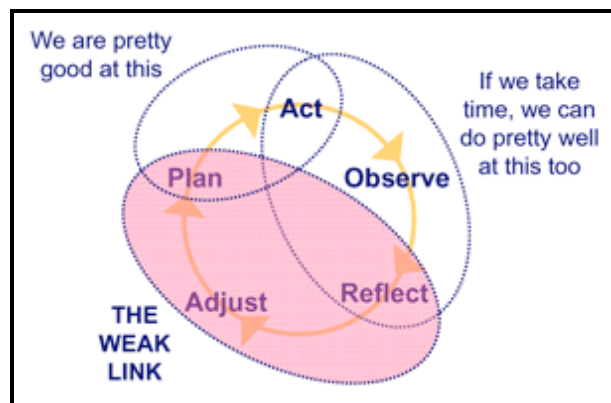 We are pretty
good at this
If we take
time, we can
do pretty well
at this too
Act
Plan
Observe
Adjust
Reflect
THE
WEAK
LINK